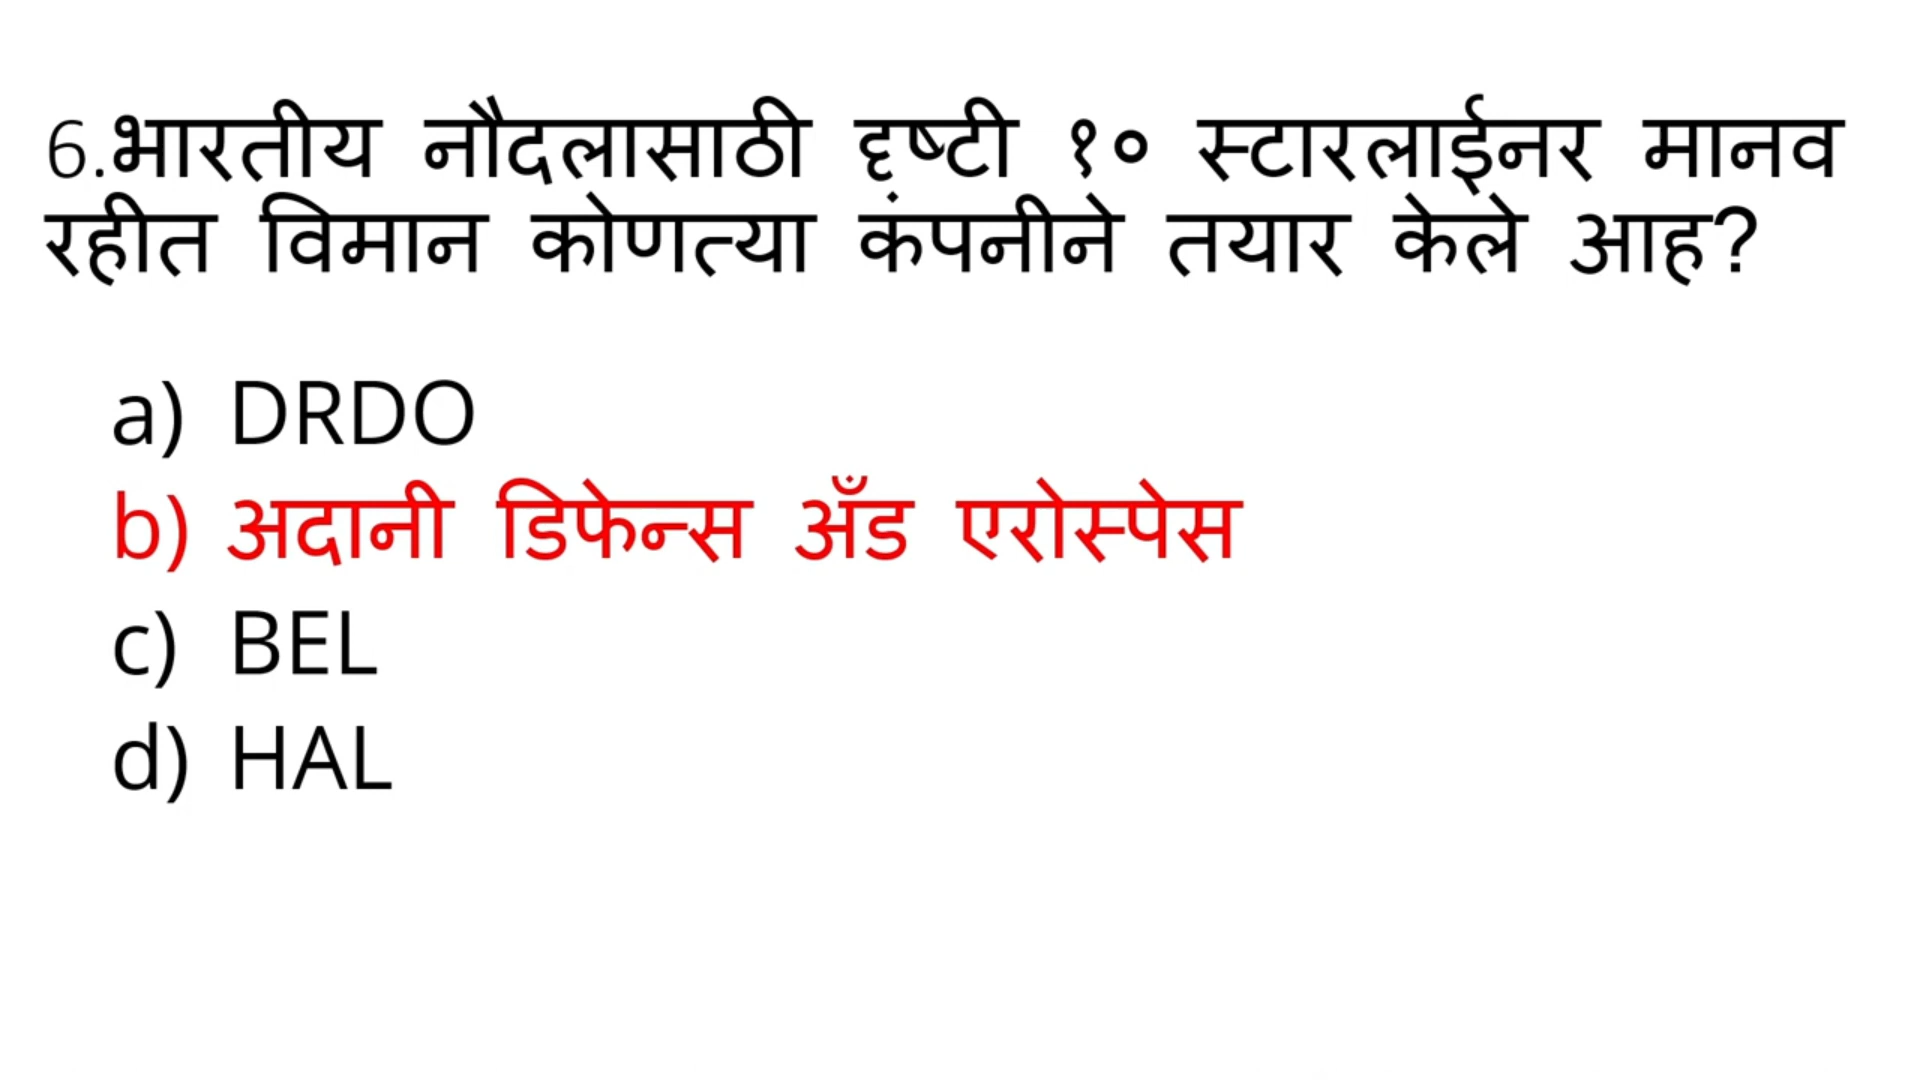 6.भारतीय नौदलासाठी दृष्टी १० स्टारलाईनर मानव
रहीत विमान कोणत्या कंपनीने तयार केले आह?
a) DRDO
b) अदानी डिफेन्स अँड एरोस्पेस
c) BEL
d) HAL